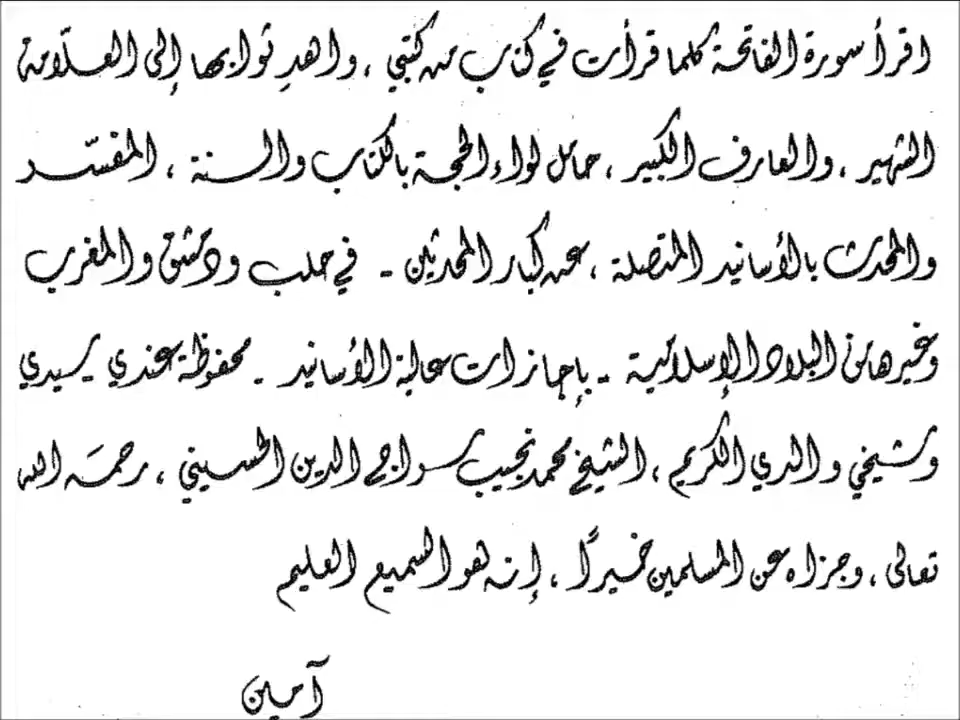 اقرأ سورة الفاتحة كلما قرأت في كتاب من كتبي ، واهدِ ثوابها إلى العلّامة
الشهير ، والعارف الكبير ، حامل لواء الحجة بالكتاب والسنة ، المفسّر
والمحدث بالأسانيد المتصلة ، عن كبار المحدثين - في حلب ودمشق والمغرب
وغيرها من البلاد الإسلامية - بإجازات عالية الأسانيد - محفوظة عندي سيدي
وشيخي والدي الكريم ، الشيخ محمد نجيب سراج الدين الحسيني ، رحمه الله
تعالى ، وجزاه عن المسلمين خيراً ، إنه هو السميع العليم
آمين